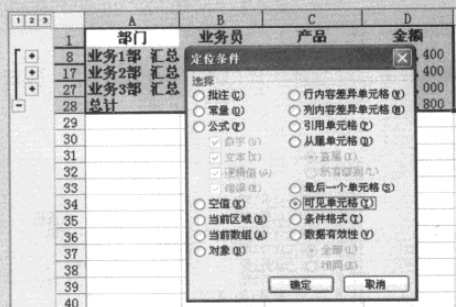 1 2 3
A B C D
1 部门 业务员 产品 金额
8 业务1部 汇总 400
17 业务2部 汇总 400
27 业务3部 汇总 000
28 总计 800
29
30
31
32
33
34
35
36
37
38
39
40
定位条件
选择
批注(C) 行内容差异单元格(W)
常量(O) 列内容差异单元格(M)
公式(F) 引用单元格(P)
数字(U) 从属单元格(D)
文本(X) 直属(I)
逻辑值(G) 所有级别(L)
错误(E) 最后一个单元格(S)
空值(K) 可见单元格(Y)
当前区域(R) 条件格式(T)
当前数组(A) 数据有效性(V)
对象(B) 全部(L)
相同(E)
确定 取消